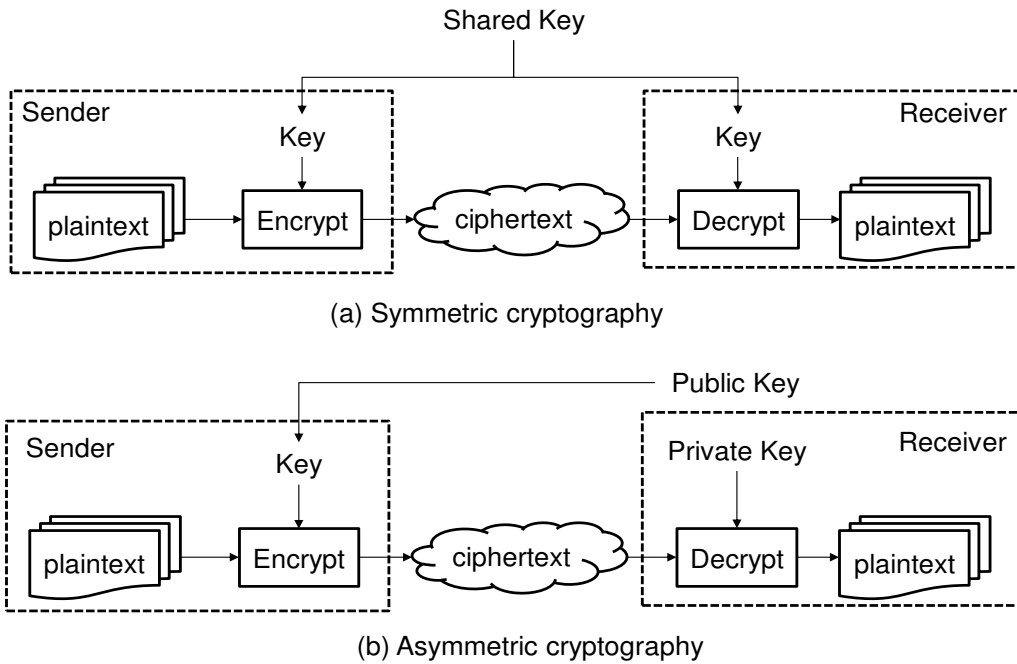 Shared Key
Sender
Receiver
Key
Key
plaintext
Encrypt
ciphertext
Decrypt
plaintext
(a) Symmetric cryptography
Public Key
Sender
Receiver
Key
Private Key
plaintext
Encrypt
ciphertext
Decrypt
plaintext
(b) Asymmetric cryptography